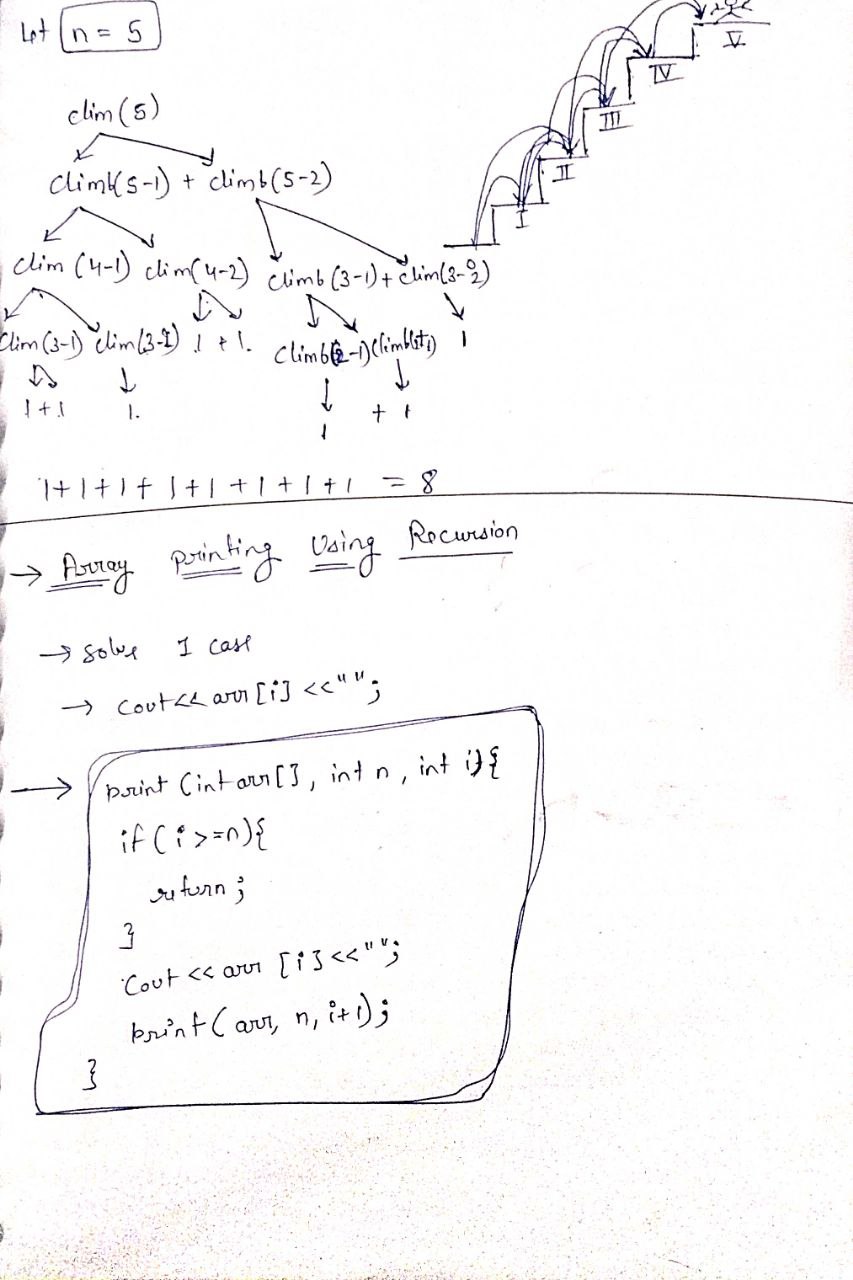 Let n = 5
V
IV
III
II
I
clim(5)
Climb(5-1) + climb(5-2)
Clim (4-1) clim(4-2) Climb (3-1) + Clim(3-2)
Clim (3-1) Clim(3-2) 1 + 1. Climb(2-1) 1
1+1 1. 1 + 1
1+1+1+1+1+1+1+1 = 8
→ Array Printing Using Recursion
→ solve 1 case
→ Cout<< arr[i] <<" ";
→ print (int arr[], int n, int i){
if(i>=n){
return;
}
Cout << arr [i]<<" ";
print(arr, n, i+1);
}